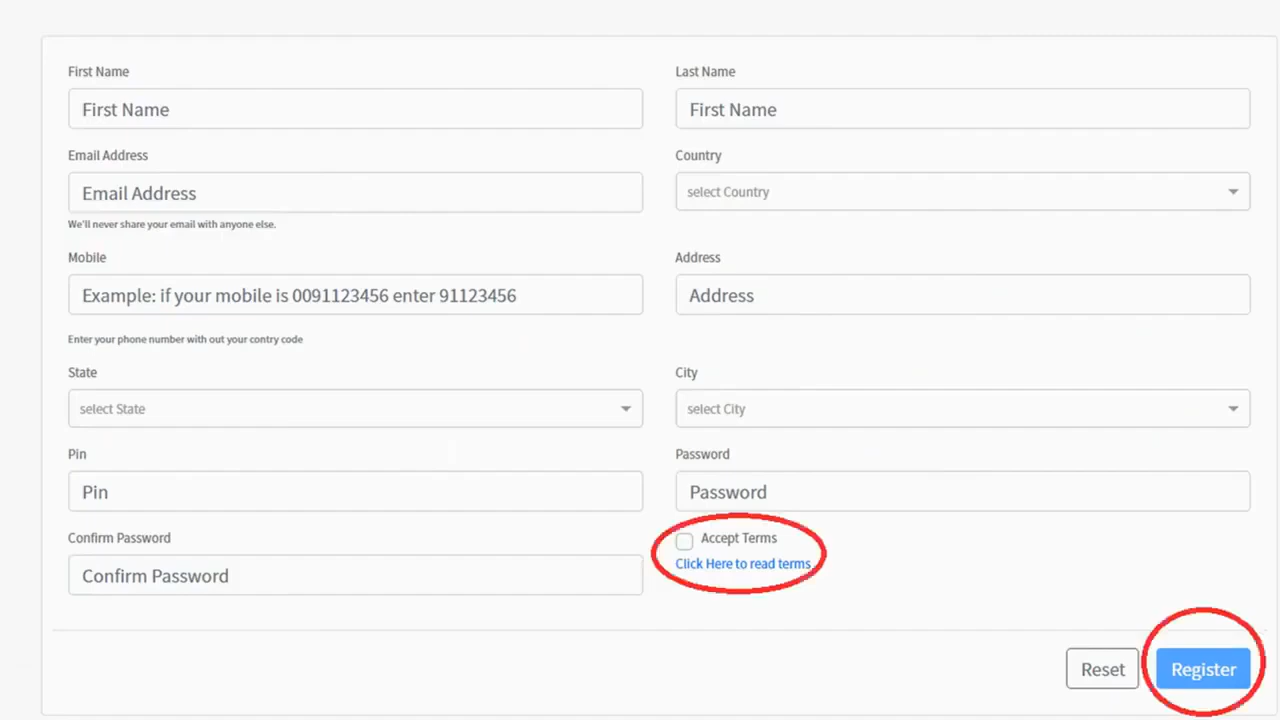 First Name
Last Name
First Name
First Name
Email Address
Country
Email Address
select Country
We'll never share your email with anyone else.
Mobile
Address
Example: if your mobile is 0091123456 enter 91123456
Address
Enter your phone number with out your contry code
State
City
select State
select City
Pin
Password
Pin
Password
Confirm Password
Accept Terms
Click Here to read terms
Confirm Password
Reset
Register